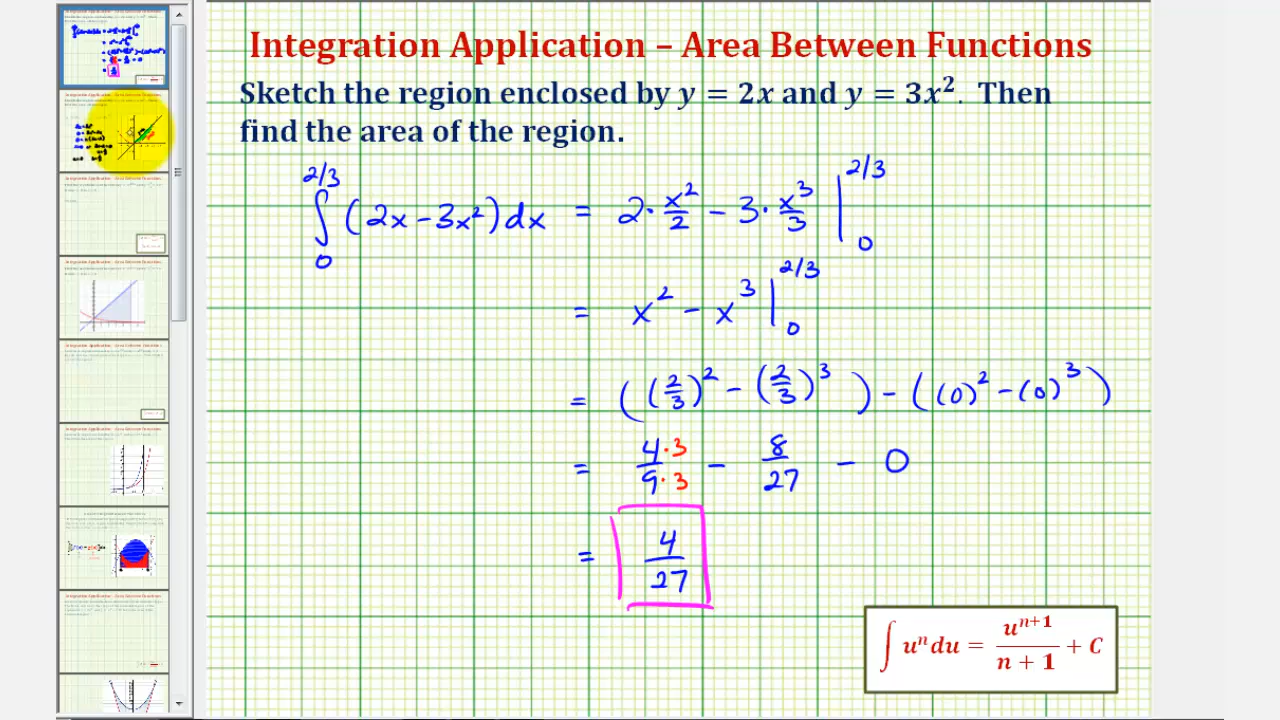 Integration Application – Area Between Functions
Sketch the region enclosed by y = 2x and y = 3x². Then
find the area of the region.
∫₀^(2/3) (2x − 3x²) dx = 2 · x²/2 − 3 · x³/3 |₀^(2/3)
= x² − x³ |₀^(2/3)
= ((2/3)² − (2/3)³) − ((0)² − (0)³)
= 4·3/9·3 − 8/27 − 0
= 4/27
∫ uⁿ du = uⁿ⁺¹/(n + 1) + C